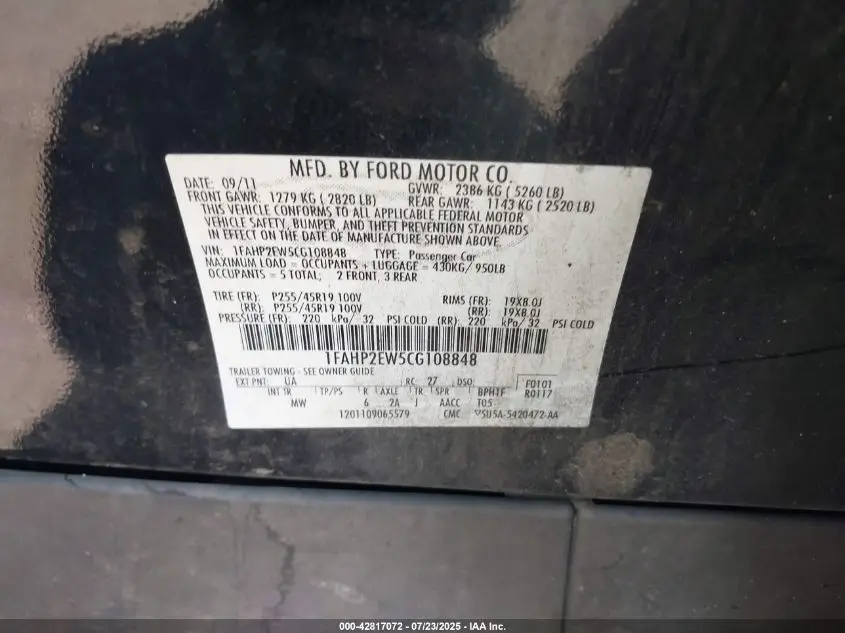 MFD. BY FORD MOTOR CO.
DATE: 09/11 GVWR: 2386 KG ( 5260 LB)
FRONT GAWR: 1279 KG ( 2820 LB) REAR GAWR: 1143 KG ( 2520 LB)
THIS VEHICLE CONFORMS TO ALL APPLICABLE FEDERAL MOTOR
VEHICLE SAFETY, BUMPER, AND THEFT PREVENTION STANDARDS
IN EFFECT ON THE DATE OF MANUFACTURE SHOWN ABOVE.
VIN: 1FAHP2EW5CG108848 TYPE: Passenger Car
MAXIMUM LOAD = OCCUPANTS + LUGGAGE = 430KG/ 950LB
OCCUPANTS = 5 TOTAL, 2 FRONT, 3 REAR
TIRE (FR): P255/45R19 100V RIMS (FR): 19X8.0J
(RR): P255/45R19 100V (RR): 19X8.0J
PRESSURE (FR): 220 kPa/ 32 PSI COLD (RR): 220 kPa/ 32 PSI COLD
1FAHP2EW5CG108848
TRAILER TOWING - SEE OWNER GUIDE
EXT PNT: UA RC: 27 DSO: F0101
INT TR TP/PS R AXLE TR SPR BPHTF R0117
MW 6 2A J AACC T05
1201109065579 CMC 5U5A-5420472-AA
000-42817072 - 07/23/2025 - IAA Inc.